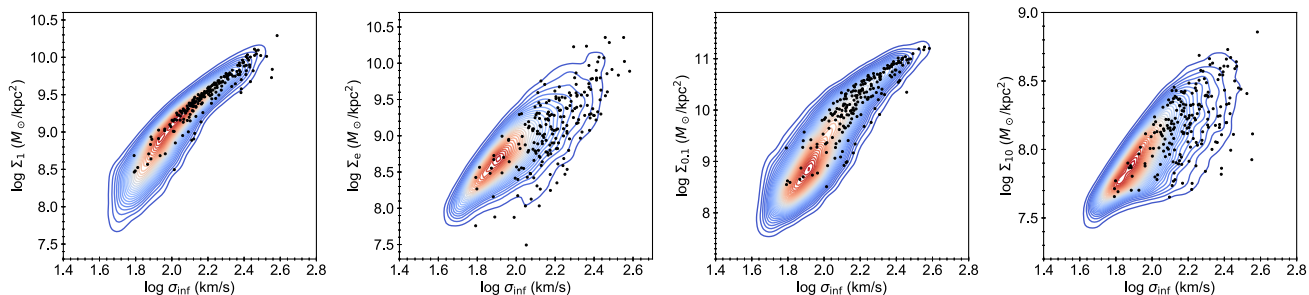 10.5
10.0
9.5
9.0
8.5
8.0
7.5
log Σ₁ (M⊙/kpc²)
1.4 1.6 1.8 2.0 2.2 2.4 2.6 2.8
log σinf (km/s)
10.5
10.0
9.5
9.0
8.5
8.0
7.5
log Σe (M⊙/kpc²)
1.4 1.6 1.8 2.0 2.2 2.4 2.6
log σinf (km/s)
11
10
9
8
log Σ0.1 (M⊙/kpc²)
1.4 1.6 1.8 2.0 2.2 2.4 2.6 2.8
log σinf (km/s)
9.0
8.5
8.0
7.5
log Σ10 (M⊙/kpc²)
1.4 1.6 1.8 2.0 2.2 2.4 2.6 2.8
log σinf (km/s)